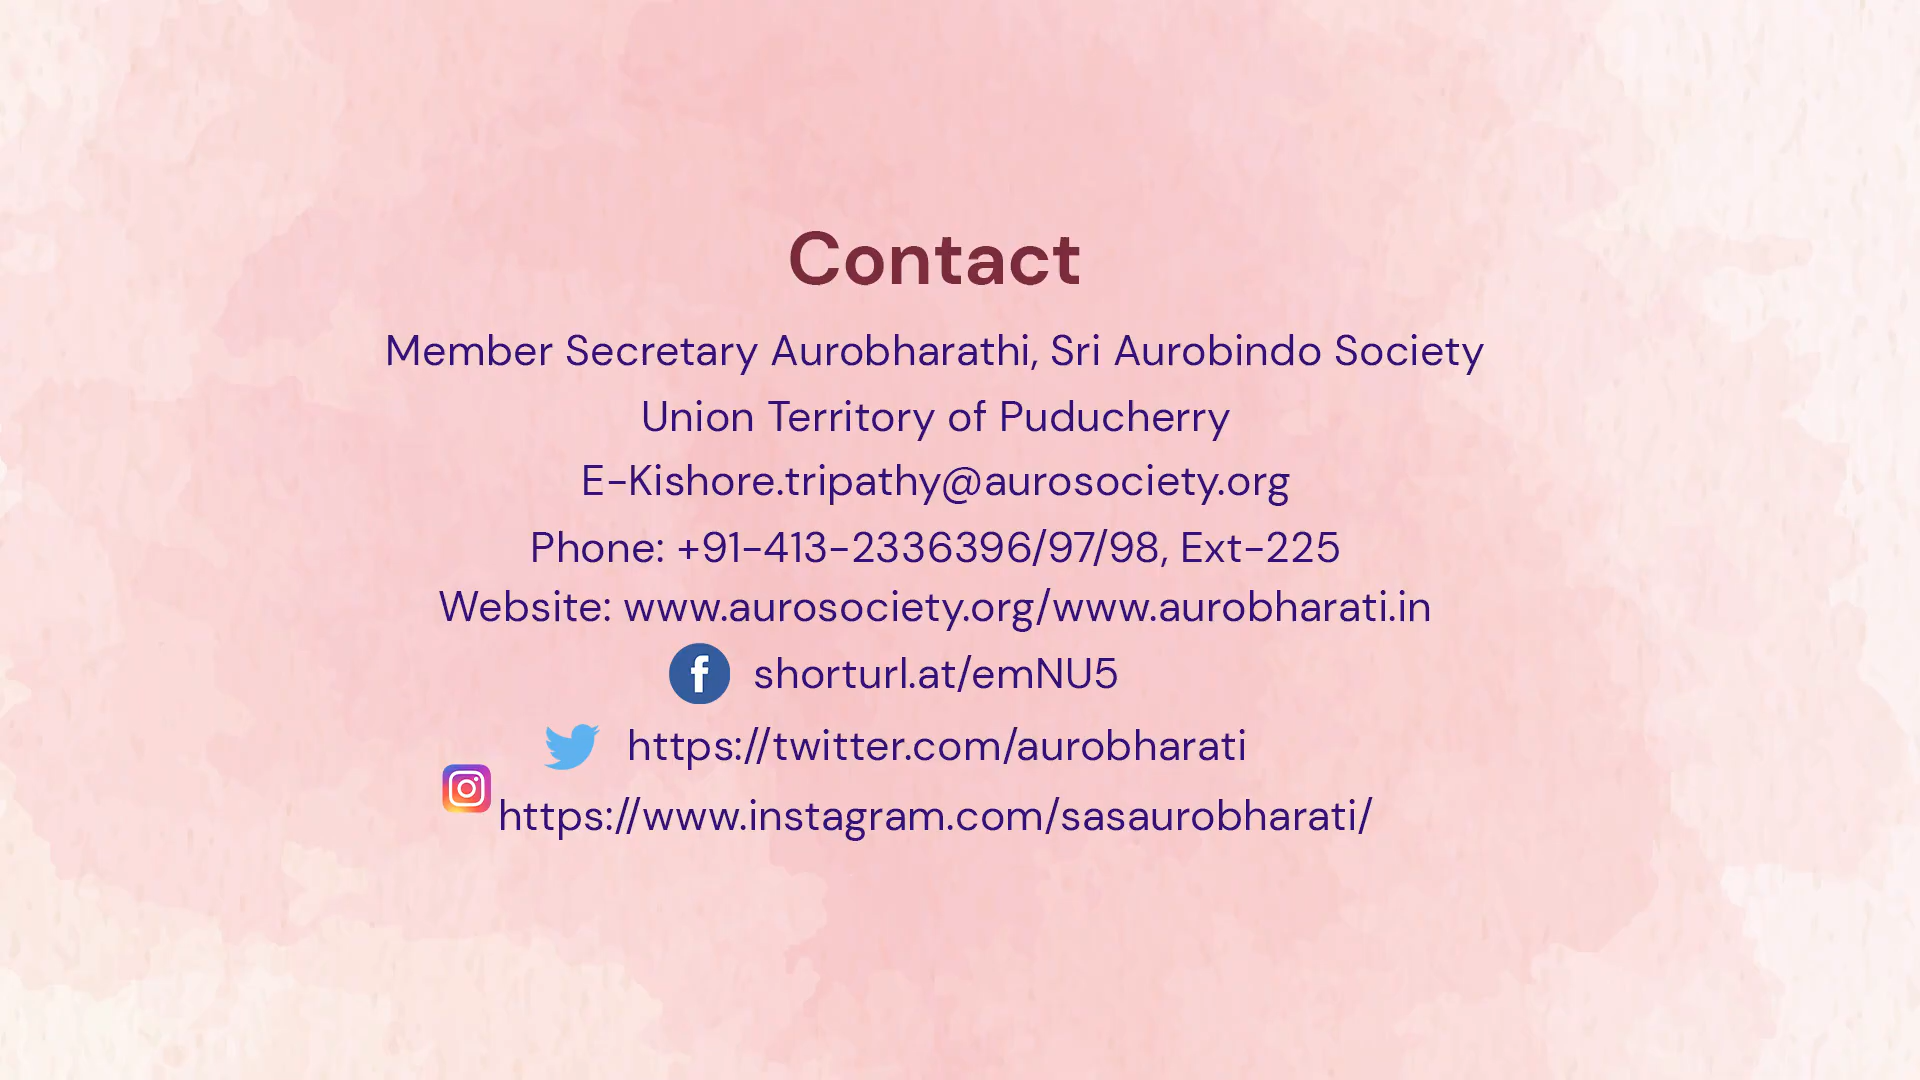 Contact
Member Secretary Aurobharathi, Sri Aurobindo Society
Union Territory of Puducherry
E-Kishore.tripathy@aurosociety.org
Phone: +91-413-2336396/97/98, Ext-225
Website: www.aurosociety.org/www.aurobharati.in
shorturl.at/emNU5
https://twitter.com/aurobharati
https://www.instagram.com/sasaurobharati/